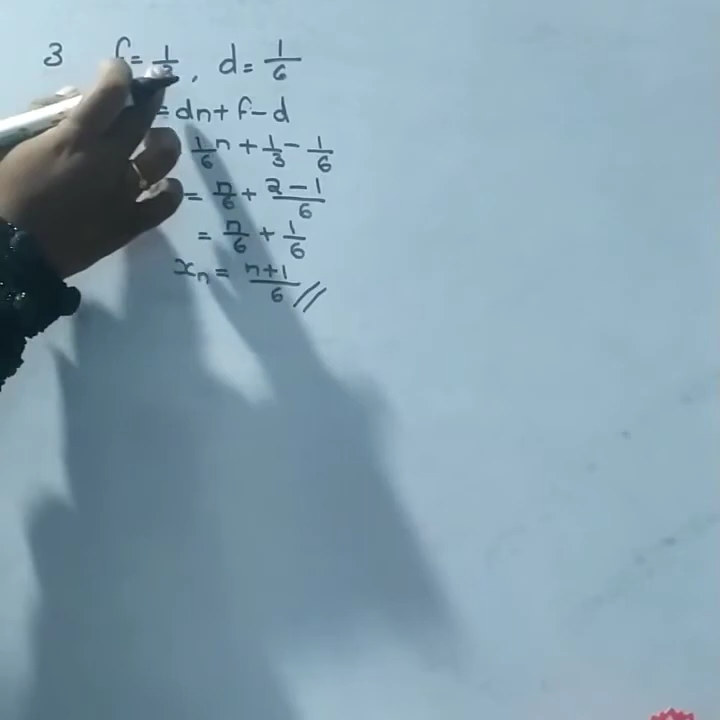 3 f = 1/3, d = 1/6
= dn + f - d
1/6 n + 1/3 - 1/6
= n/6 + (2 - 1)/6
= n/6 + 1/6
xₙ = (n+1)/6 //